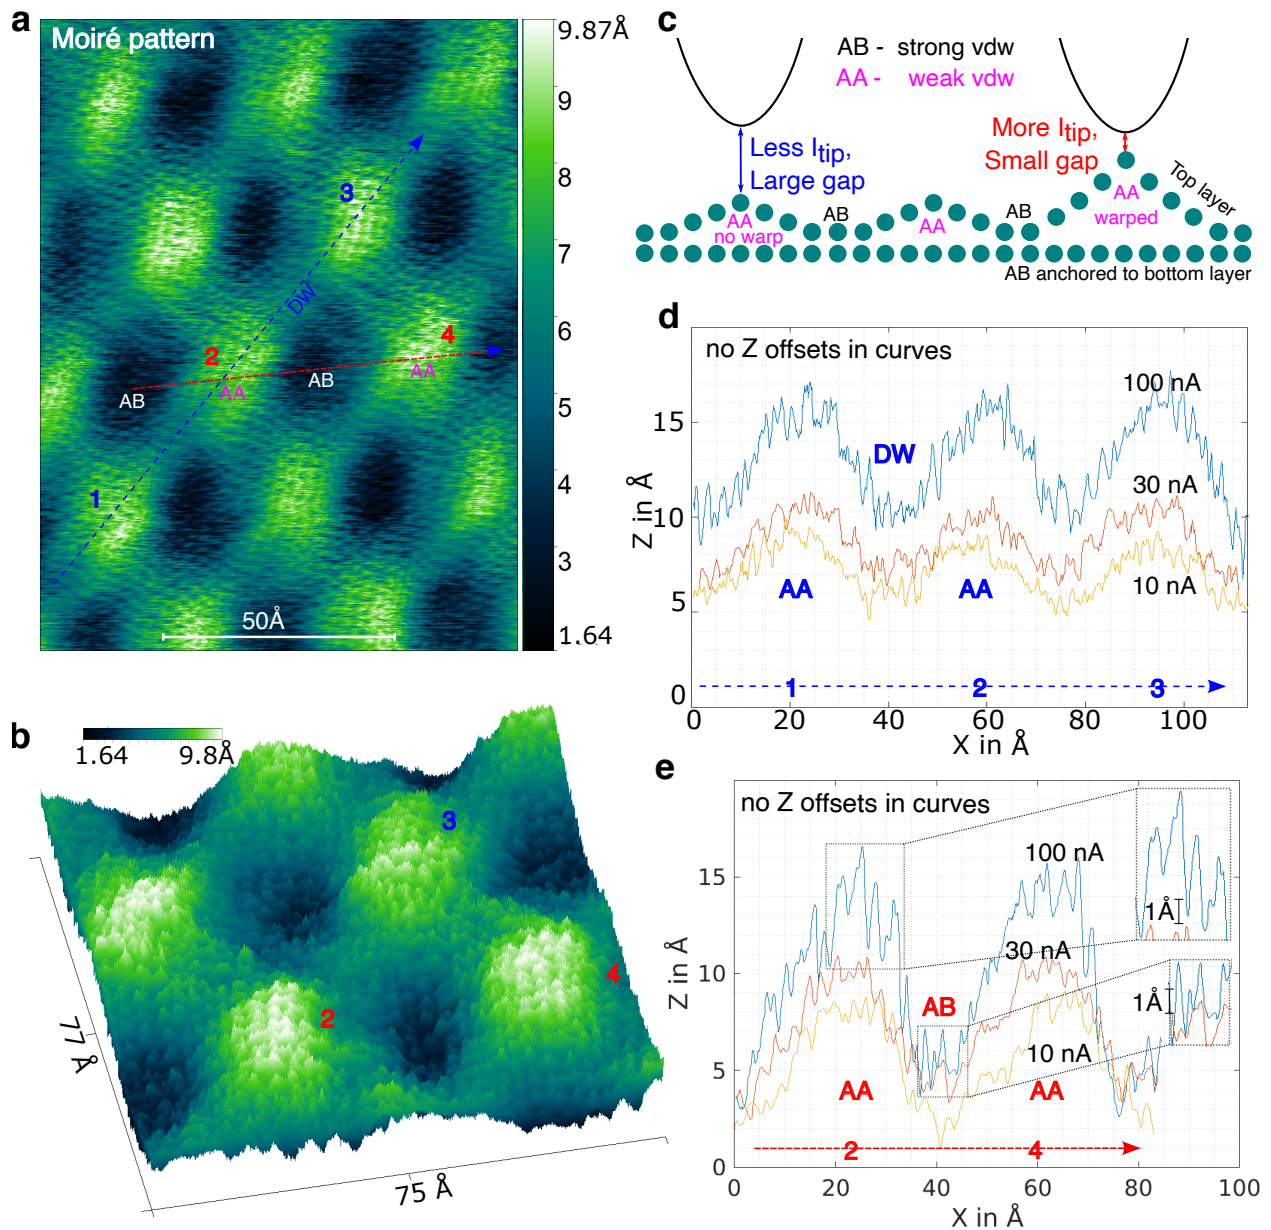 a
Moiré pattern
3
DW
2
4
AB
AA
AB
AA
1
50Å
9.87Å
9
8
7
6
5
4
3
1.64
b
1.64 9.8Å
3
4
2
77 Å
75 Å
c
AB - strong vdw
AA - weak vdw
Less Itip,
Large gap
More Itip,
Small gap
Top layer
AA
no warp
AB
AA
AB
AA
warped
AB anchored to bottom layer
d
no Z offsets in curves
100 nA
DW
30 nA
10 nA
AA
AA
1 2 3
Z in Å
15
10
5
0
0 20 40 60 80 100
X in Å
e
no Z offsets in curves
100 nA
1Å
30 nA
AB
1Å
10 nA
AA
AA
2 4
Z in Å
15
10
5
0
0 20 40 60 80 100
X in Å